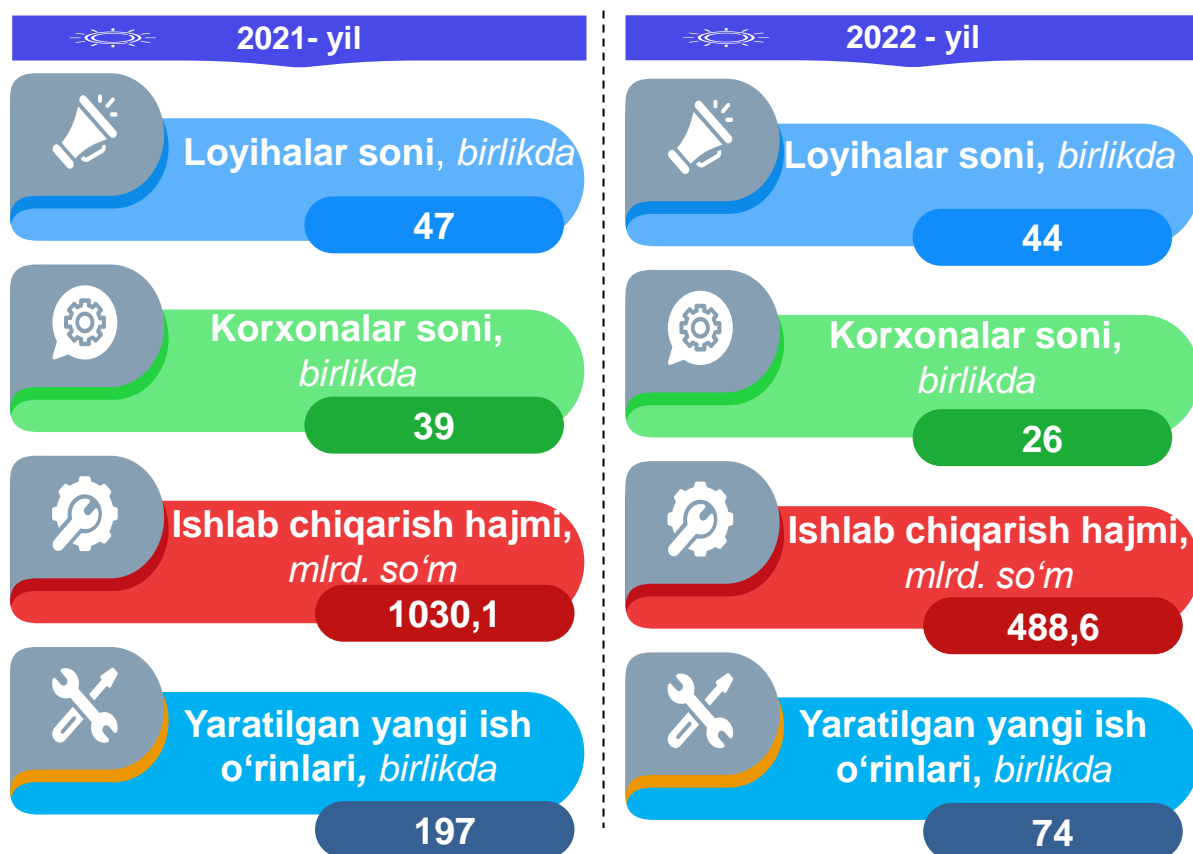 2021- yil
Loyihalar soni, birlikda
47
Korxonalar soni,
birlikda
39
Ishlab chiqarish hajmi,
mlrd. so‘m
1030,1
Yaratilgan yangi ish
o‘rinlari, birlikda
197
2022 - yil
Loyihalar soni, birlikda
44
Korxonalar soni,
birlikda
26
Ishlab chiqarish hajmi,
mlrd. so‘m
488,6
Yaratilgan yangi ish
o‘rinlari, birlikda
74